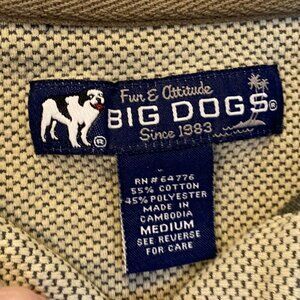 Fun & Attitude
BIG DOGS®
Since 1983
®
RN # 64776
55% COTTON
45% POLYESTER
MADE IN
CAMBODIA
MEDIUM
SEE REVERSE
FOR CARE